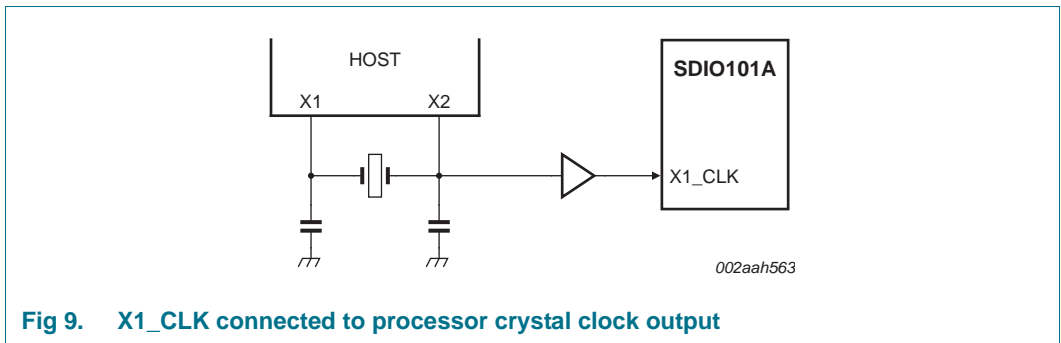 HOST
SDIO101A
X1
X2
X1_CLK
002aah563
Fig 9. X1_CLK connected to processor crystal clock output